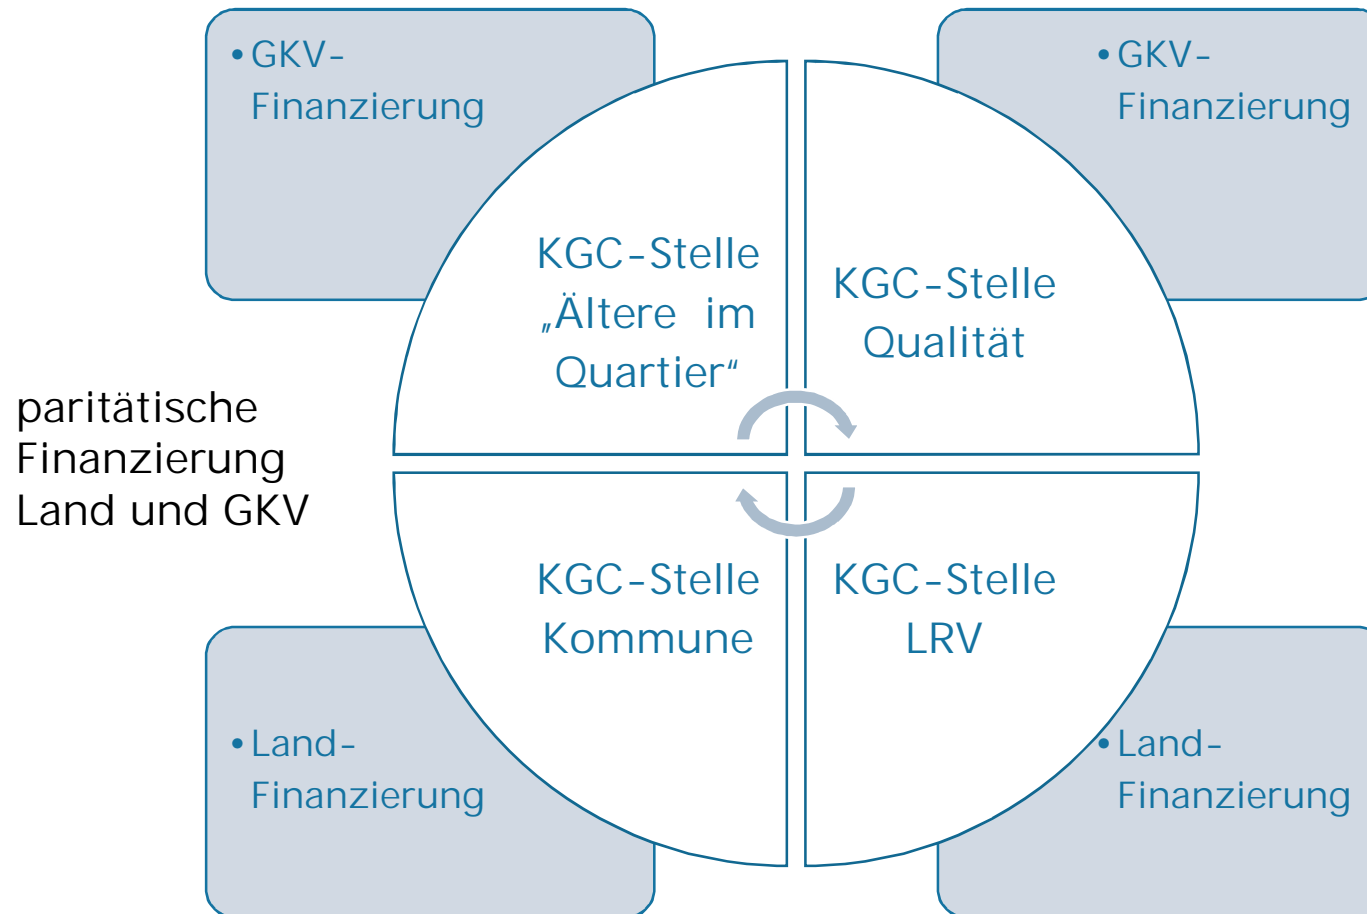 • GKV-
Finanzierung
• GKV-
Finanzierung
KGC-Stelle
„Ältere im
Quartier“
KGC-Stelle
Qualität
paritätische
Finanzierung
Land und GKV
KGC-Stelle
Kommune
KGC-Stelle
LRV
• Land-
Finanzierung
• Land-
Finanzierung